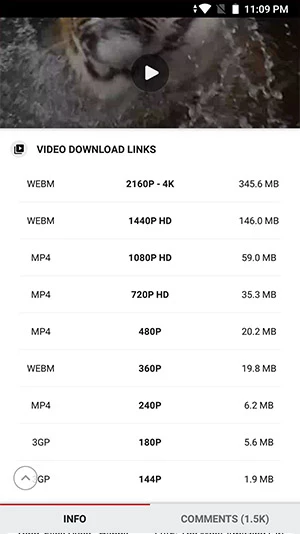 11:09 PM
VIDEO DOWNLOAD LINKS
WEBM 2160P - 4K 345.6 MB
WEBM 1440P HD 146.0 MB
MP4 1080P HD 59.0 MB
MP4 720P HD 35.3 MB
MP4 480P 20.2 MB
WEBM 360P 19.8 MB
MP4 240P 6.2 MB
3GP 180P 5.6 MB
GP 144P 1.9 MB
INFO COMMENTS (1.5K)